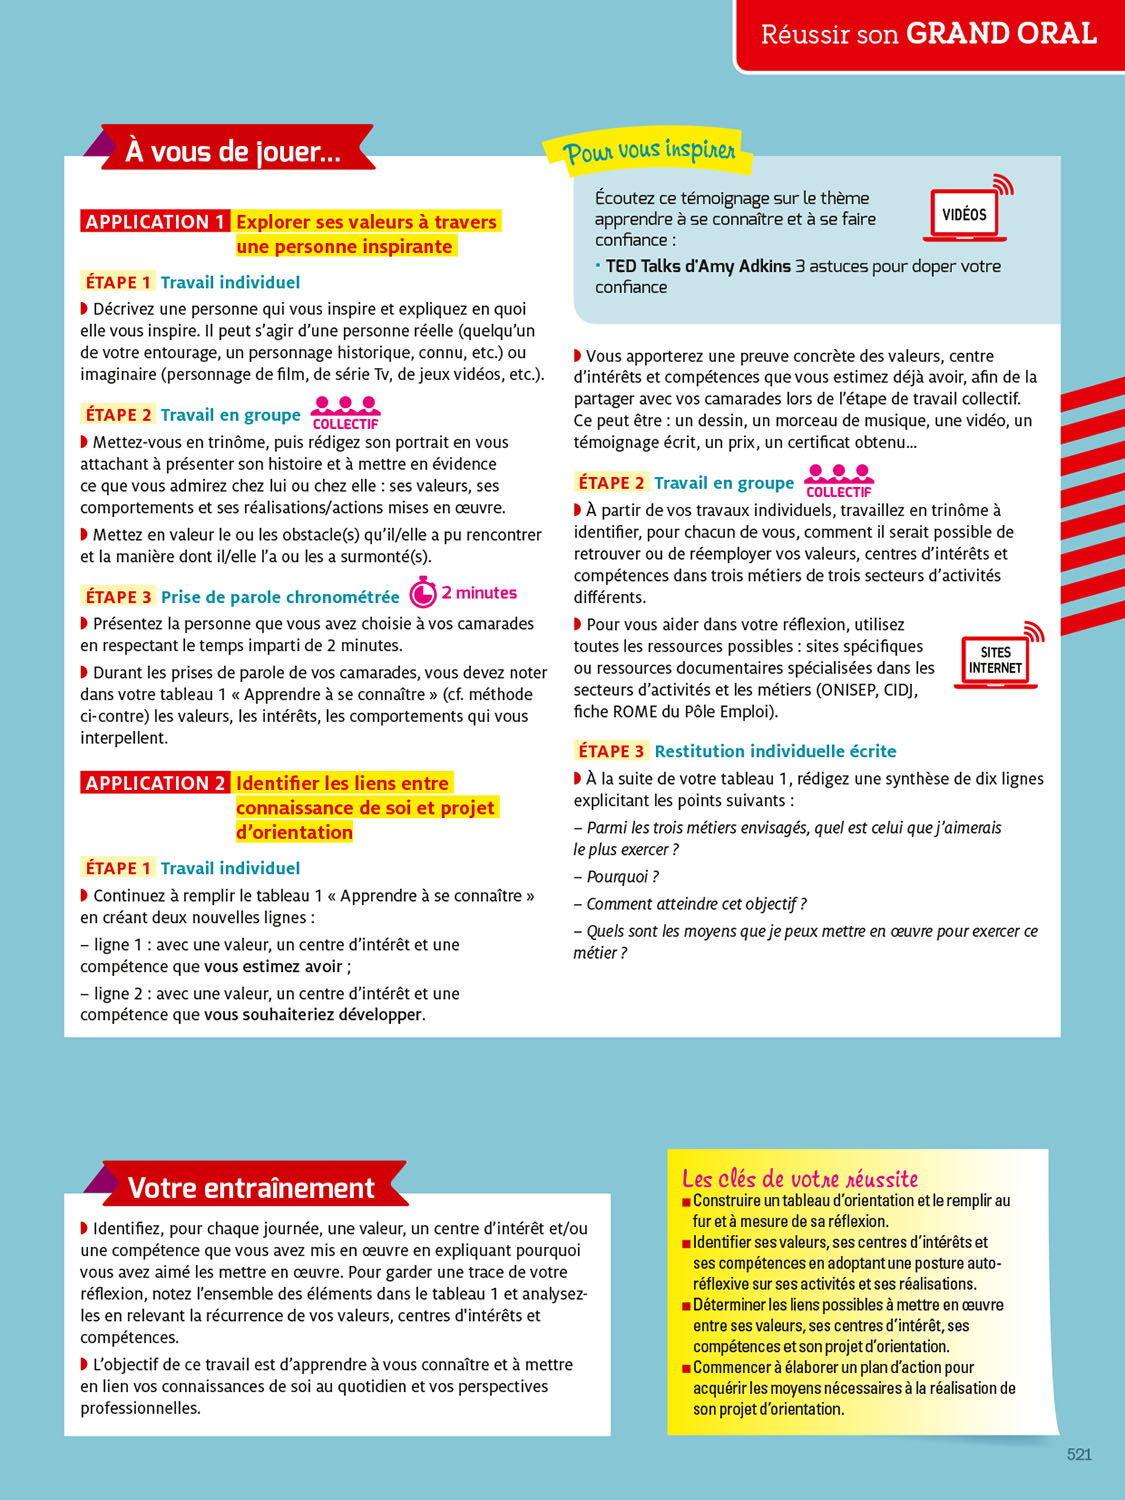 Réussir son GRAND ORAL
À vous de jouer...
APPLICATION 1 Explorer ses valeurs à travers
une personne inspirante
ÉTAPE 1 Travail individuel
Décrivez une personne qui vous inspire et expliquez en quoi
elle vous inspire. Il peut s’agir d’une personne réelle (quelqu’un
de votre entourage, un personnage historique, connu, etc.) ou
imaginaire (personnage de film, de série Tv, de jeux vidéos, etc.).
ÉTAPE 2 Travail en groupe COLLECTIF
Mettez-vous en trinôme, puis rédigez son portrait en vous
attachant à présenter son histoire et à mettre en évidence
ce que vous admirez chez lui ou chez elle : ses valeurs, ses
comportements et ses réalisations/actions mises en œuvre.
Mettez en valeur le ou les obstacle(s) qu’il/elle a pu rencontrer
et la manière dont il/elle l’a ou les a surmonté(s).
ÉTAPE 3 Prise de parole chronométrée 2 minutes
Présentez la personne que vous avez choisie à vos camarades
en respectant le temps imparti de 2 minutes.
Durant les prises de parole de vos camarades, vous devez noter
dans votre tableau 1 « Apprendre à se connaître » (cf. méthode
ci-contre) les valeurs, les intérêts, les comportements qui vous
interpellent.
APPLICATION 2 Identifier les liens entre
connaissance de soi et projet
d’orientation
ÉTAPE 1 Travail individuel
Continuez à remplir le tableau 1 « Apprendre à se connaître »
en créant deux nouvelles lignes :
– ligne 1 : avec une valeur, un centre d’intérêt et une
compétence que vous estimez avoir ;
– ligne 2 : avec une valeur, un centre d’intérêt et une
compétence que vous souhaiteriez développer.
Pour vous inspirer
Écoutez ce témoignage sur le thème
apprendre à se connaître et à se faire
confiance :
• TED Talks d'Amy Adkins 3 astuces pour doper votre
confiance
VIDÉOS
Vous apporterez une preuve concrète des valeurs, centre
d’intérêts et compétences que vous estimez déjà avoir, afin de la
partager avec vos camarades lors de l’étape de travail collectif.
Ce peut être : un dessin, un morceau de musique, une vidéo, un
témoignage écrit, un prix, un certificat obtenu...
ÉTAPE 2 Travail en groupe COLLECTIF
À partir de vos travaux individuels, travaillez en trinôme à
identifier, pour chacun de vous, comment il serait possible de
retrouver ou de réemployer vos valeurs, centres d’intérêts et
compétences dans trois métiers de trois secteurs d’activités
différents.
Pour vous aider dans votre réflexion, utilisez
toutes les ressources possibles : sites spécifiques
ou ressources documentaires spécialisées dans les
secteurs d’activités et les métiers (ONISEP, CIDJ,
fiche ROME du Pôle Emploi).
SITES
INTERNET
ÉTAPE 3 Restitution individuelle écrite
À la suite de votre tableau 1, rédigez une synthèse de dix lignes
explicitant les points suivants :
– Parmi les trois métiers envisagés, quel est celui que j’aimerais
le plus exercer ?
– Pourquoi ?
– Comment atteindre cet objectif ?
– Quels sont les moyens que je peux mettre en œuvre pour exercer ce
métier ?
Votre entraînement
Identifiez, pour chaque journée, une valeur, un centre d’intérêt et/ou
une compétence que vous avez mis en œuvre en expliquant pourquoi
vous avez aimé les mettre en œuvre. Pour garder une trace de votre
réflexion, notez l’ensemble des éléments dans le tableau 1 et analysez-
les en relevant la récurrence de vos valeurs, centres d'intérêts et
compétences.
L’objectif de ce travail est d’apprendre à vous connaître et à mettre
en lien vos connaissances de soi au quotidien et vos perspectives
professionnelles.
Les clés de votre réussite
Construire un tableau d’orientation et le remplir au
fur et à mesure de sa réflexion.
Identifier ses valeurs, ses centres d’intérêts et
ses compétences en adoptant une posture auto-
réflexive sur ses activités et ses réalisations.
Déterminer les liens possibles à mettre en œuvre
entre ses valeurs, ses centres d’intérêt, ses
compétences et son projet d’orientation.
Commencer à élaborer un plan d’action pour
acquérir les moyens nécessaires à la réalisation de
son projet d’orientation.
521